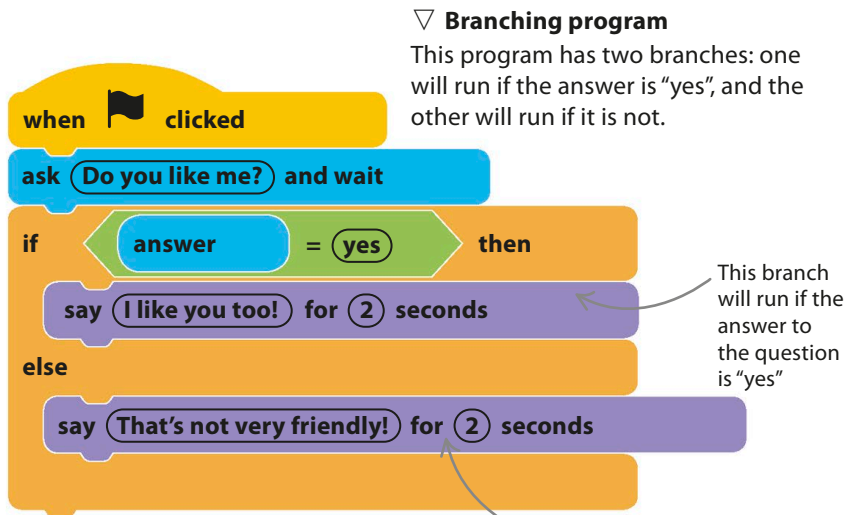 ▽ Branching program
This program has two branches: one
will run if the answer is “yes”, and the
other will run if it is not.
when clicked
ask Do you like me? and wait
if answer = yes then
say I like you too! for 2 seconds
This branch
will run if the
answer to
the question
is “yes”
else
say That’s not very friendly! for 2 seconds